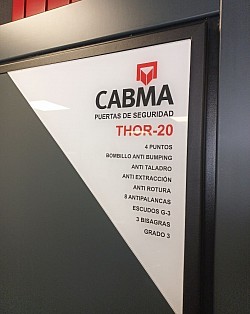 CABMA
PUERTAS DE SEGURIDAD
THOR-20
4 PUNTOS
BOMBILLO ANTI BUMPING
ANTI TALADRO
ANTI EXTRACCIÓN
ANTI ROTURA
8 ANTIPALANCAS
ESCUDOS G-3
3 BISAGRAS
GRADO 3